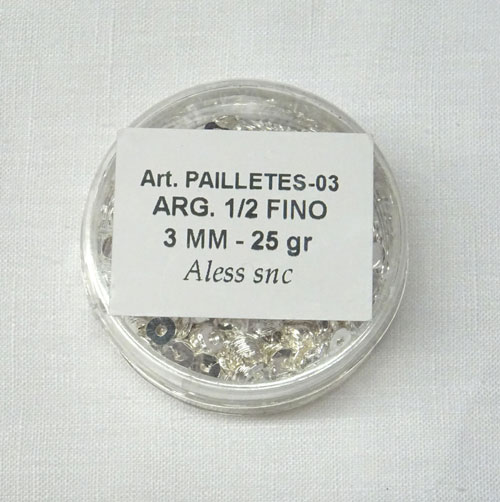 Art. PAILLETES-03
ARG. 1/2 FINO
3 MM - 25 gr
Aless snc